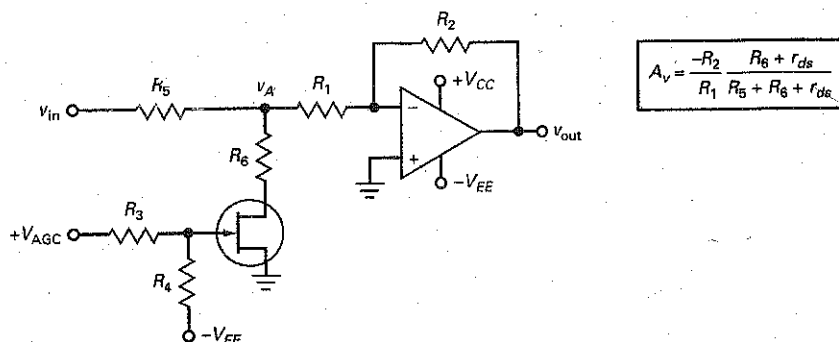 R2
R5
vA
R1
+VCC
vin
−
vout
R6
+
−VEE
R3
+VAGC
R4
−VEE
Av = −R2/R1 R6 + rds/R5 + R6 + rds